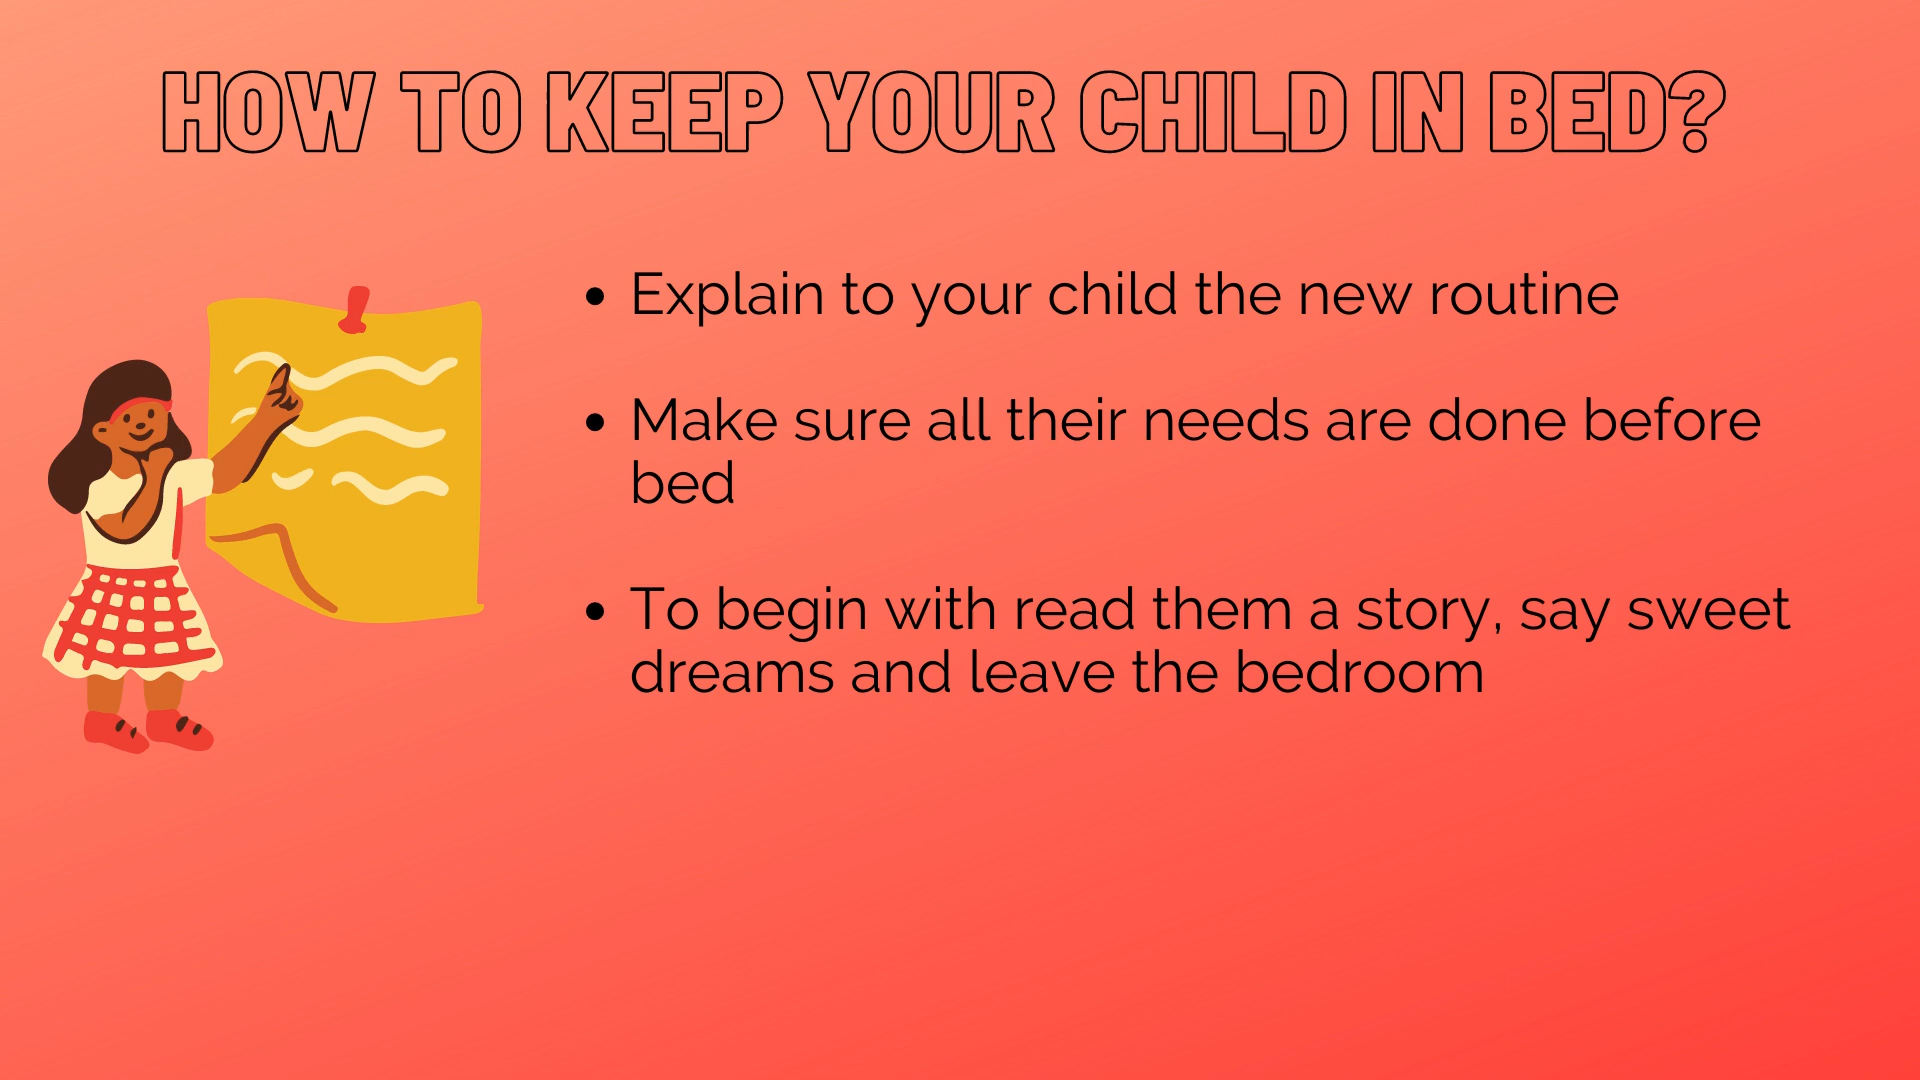 HOW TO KEEP YOUR CHILD IN BED?
• Explain to your child the new routine
• Make sure all their needs are done before
bed
• To begin with read them a story, say sweet
dreams and leave the bedroom